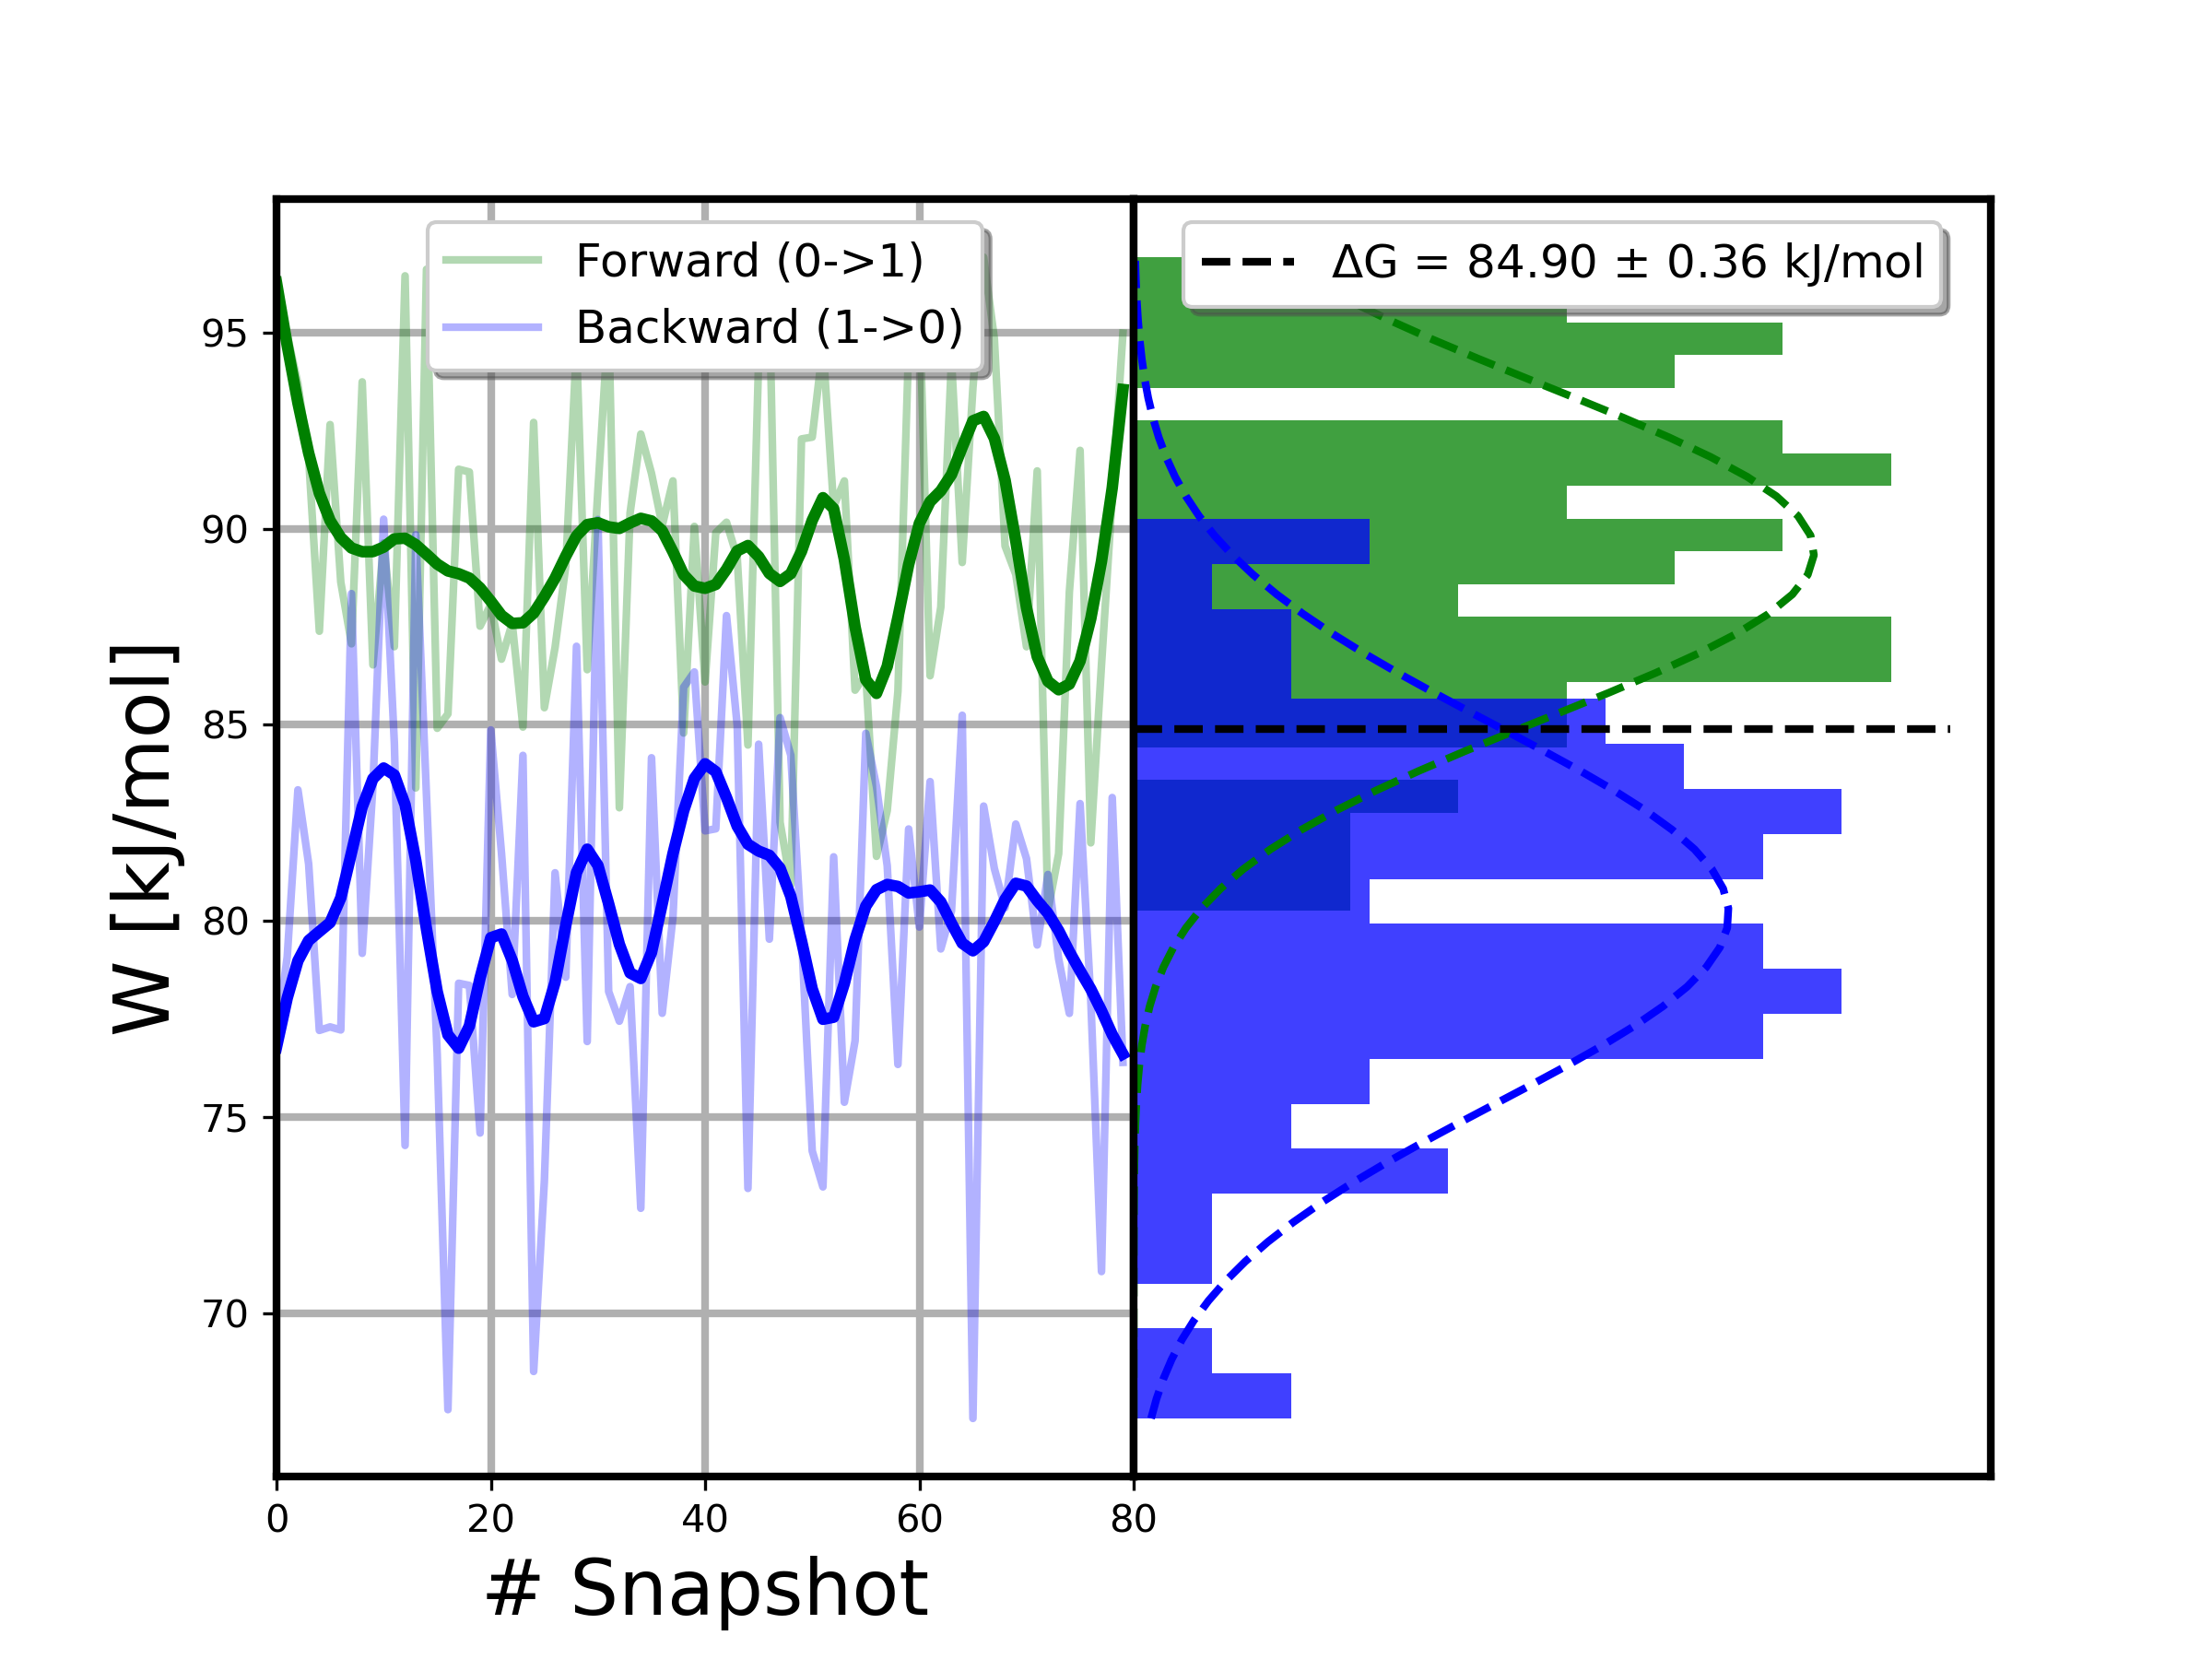 Forward (0->1)
Backward (1->0)
ΔG = 84.90 ± 0.36 kJ/mol
95
90
85
80
75
70
W [kJ/mol]
0 20 40 60 80
# Snapshot